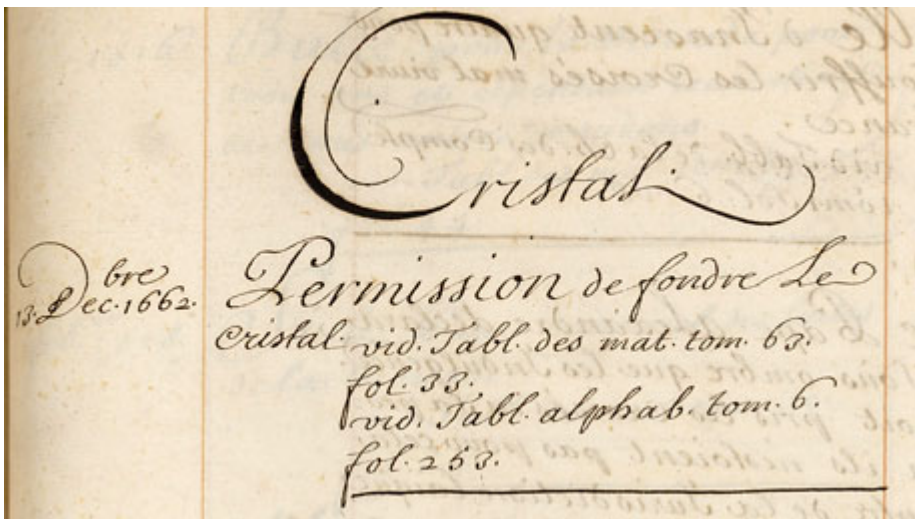 Cristal.
bre
13. Dec. 1662.
Permission de fondre Le
cristal. vid. Tabl. des mat. tom. 63.
fol. 33.
vid. Tabl. alphab. tom. 6.
fol. 253.